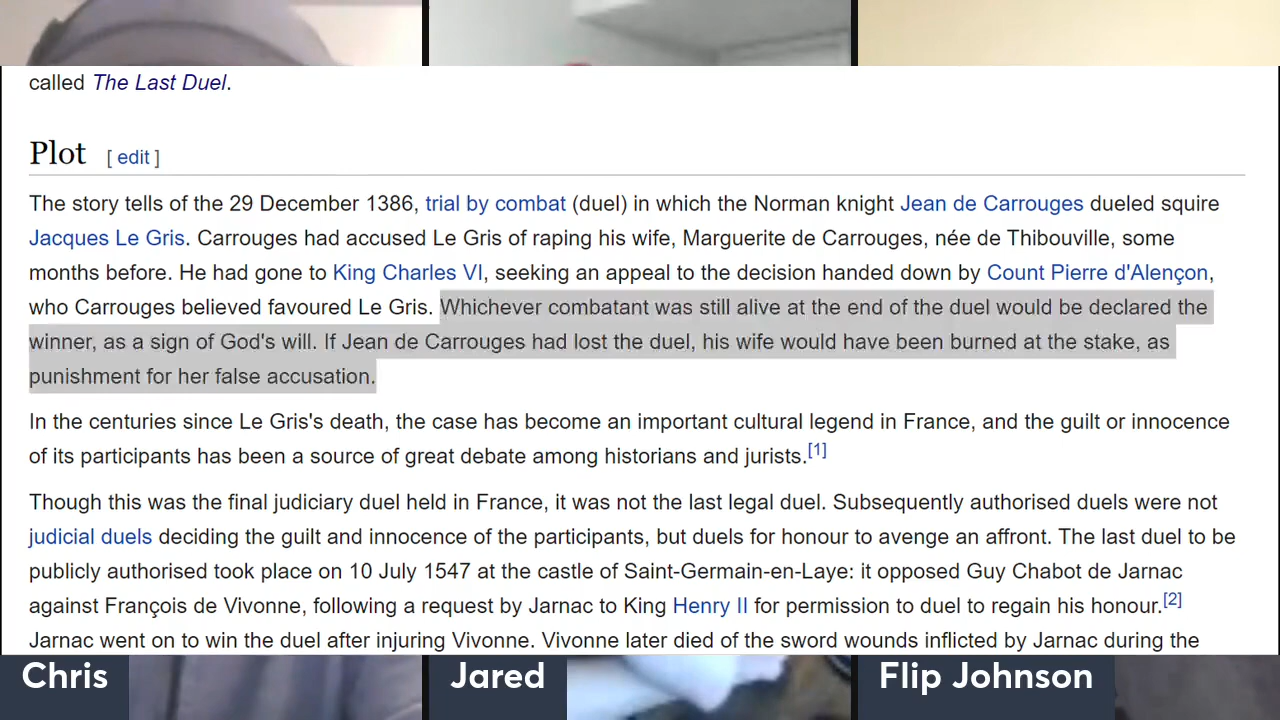 called The Last Duel.
Plot [ edit ]
The story tells of the 29 December 1386, trial by combat (duel) in which the Norman knight Jean de Carrouges dueled squire
Jacques Le Gris. Carrouges had accused Le Gris of raping his wife, Marguerite de Carrouges, née de Thibouville, some
months before. He had gone to King Charles VI, seeking an appeal to the decision handed down by Count Pierre d'Alençon,
who Carrouges believed favoured Le Gris. Whichever combatant was still alive at the end of the duel would be declared the
winner, as a sign of God's will. If Jean de Carrouges had lost the duel, his wife would have been burned at the stake, as
punishment for her false accusation.
In the centuries since Le Gris's death, the case has become an important cultural legend in France, and the guilt or innocence
of its participants has been a source of great debate among historians and jurists.[1]
Though this was the final judiciary duel held in France, it was not the last legal duel. Subsequently authorised duels were not
judicial duels deciding the guilt and innocence of the participants, but duels for honour to avenge an affront. The last duel to be
publicly authorised took place on 10 July 1547 at the castle of Saint-Germain-en-Laye: it opposed Guy Chabot de Jarnac
against François de Vivonne, following a request by Jarnac to King Henry II for permission to duel to regain his honour.[2]
Jarnac went on to win the duel after injuring Vivonne. Vivonne later died of the sword wounds inflicted by Jarnac during the
Chris
Jared
Flip Johnson